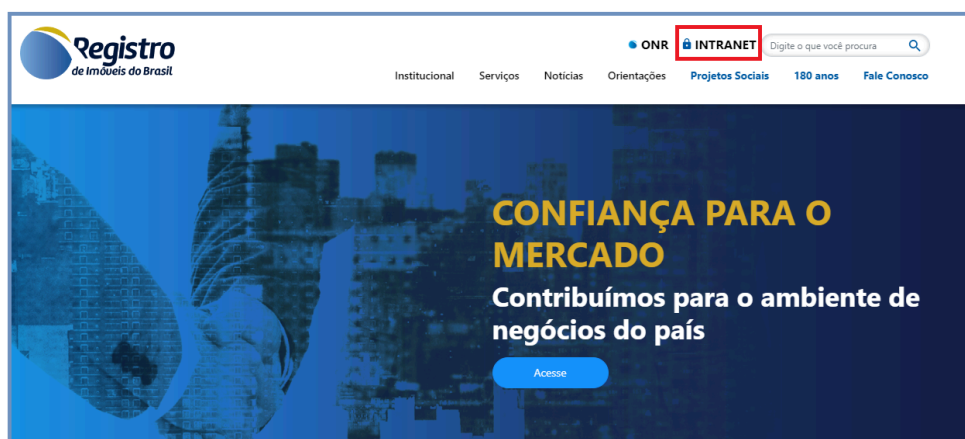 Registro
de Imóveis do Brasil
ONR
INTRANET
Digite o que você procura
Institucional Serviços Notícias Orientações Projetos Sociais 180 anos Fale Conosco
CONFIANÇA PARA O
MERCADO
Contribuímos para o ambiente de
negócios do país
Acesse